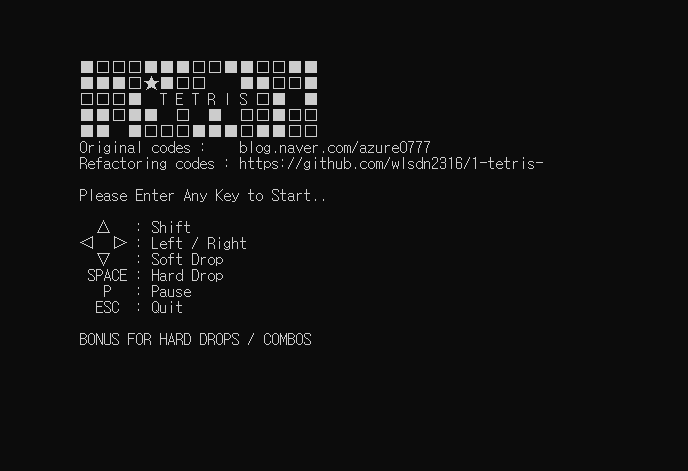 TETRIS
Original codes : blog.naver.com/azure0777
Refactoring codes : https://github.com/wlsdn2316/1-tetris-
Please Enter Any Key to Start..
△ : Shift
◁ ▷ : Left / Right
▽ : Soft Drop
SPACE : Hard Drop
P : Pause
ESC : Quit
BONUS FOR HARD DROPS / COMBOS